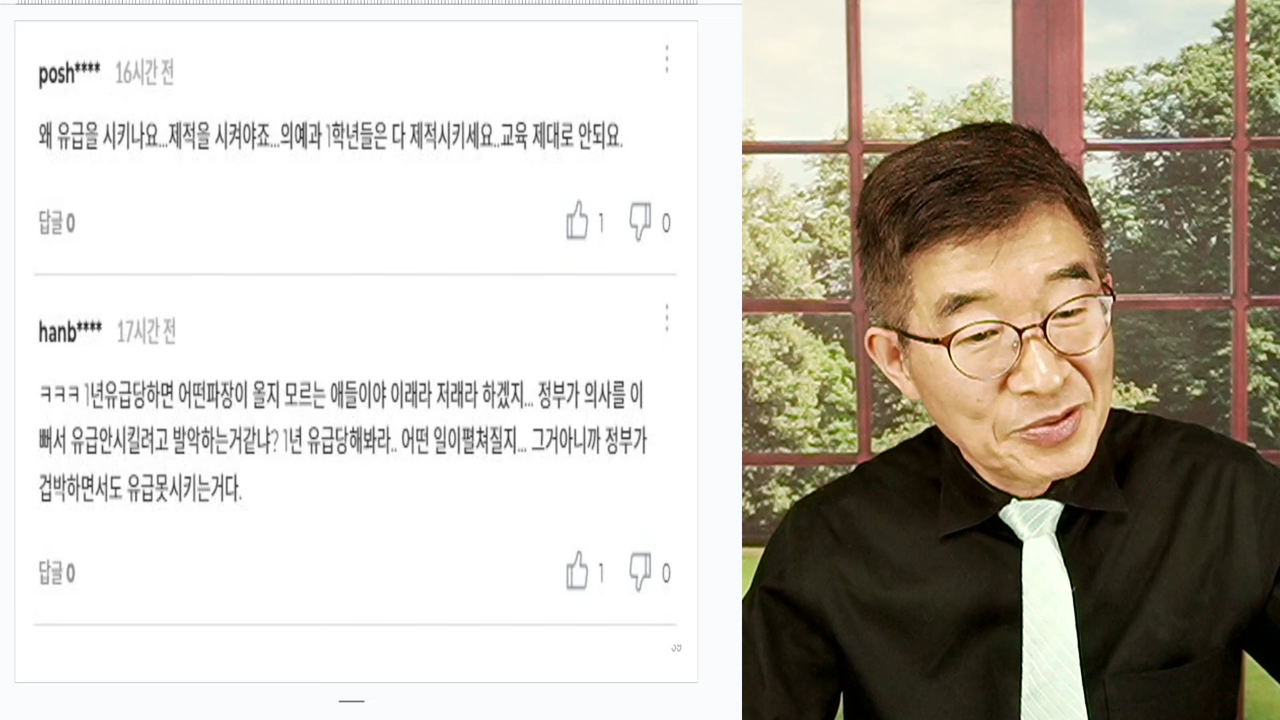 posh**** 16시간 전
왜 유급을 시키나요...제적을 시켜야죠...의예과 1학년들은 다 제적시키세요..교육 제대로 안되요.
답글 0 1 0
hanb**** 17시간 전
ㅋㅋㅋ 1년유급당하면 어떤파장이 올지 모르는 애들이야 이래라 저래라 하겠지... 정부가 의사를 이
뻐서 유급안시킬려고 발악하는거같냐? 1년 유급당해봐라.. 어떤 일이펼쳐질지... 그거아니까 정부가
겁박하면서도 유급못시키는거다.
답글 0 1 0